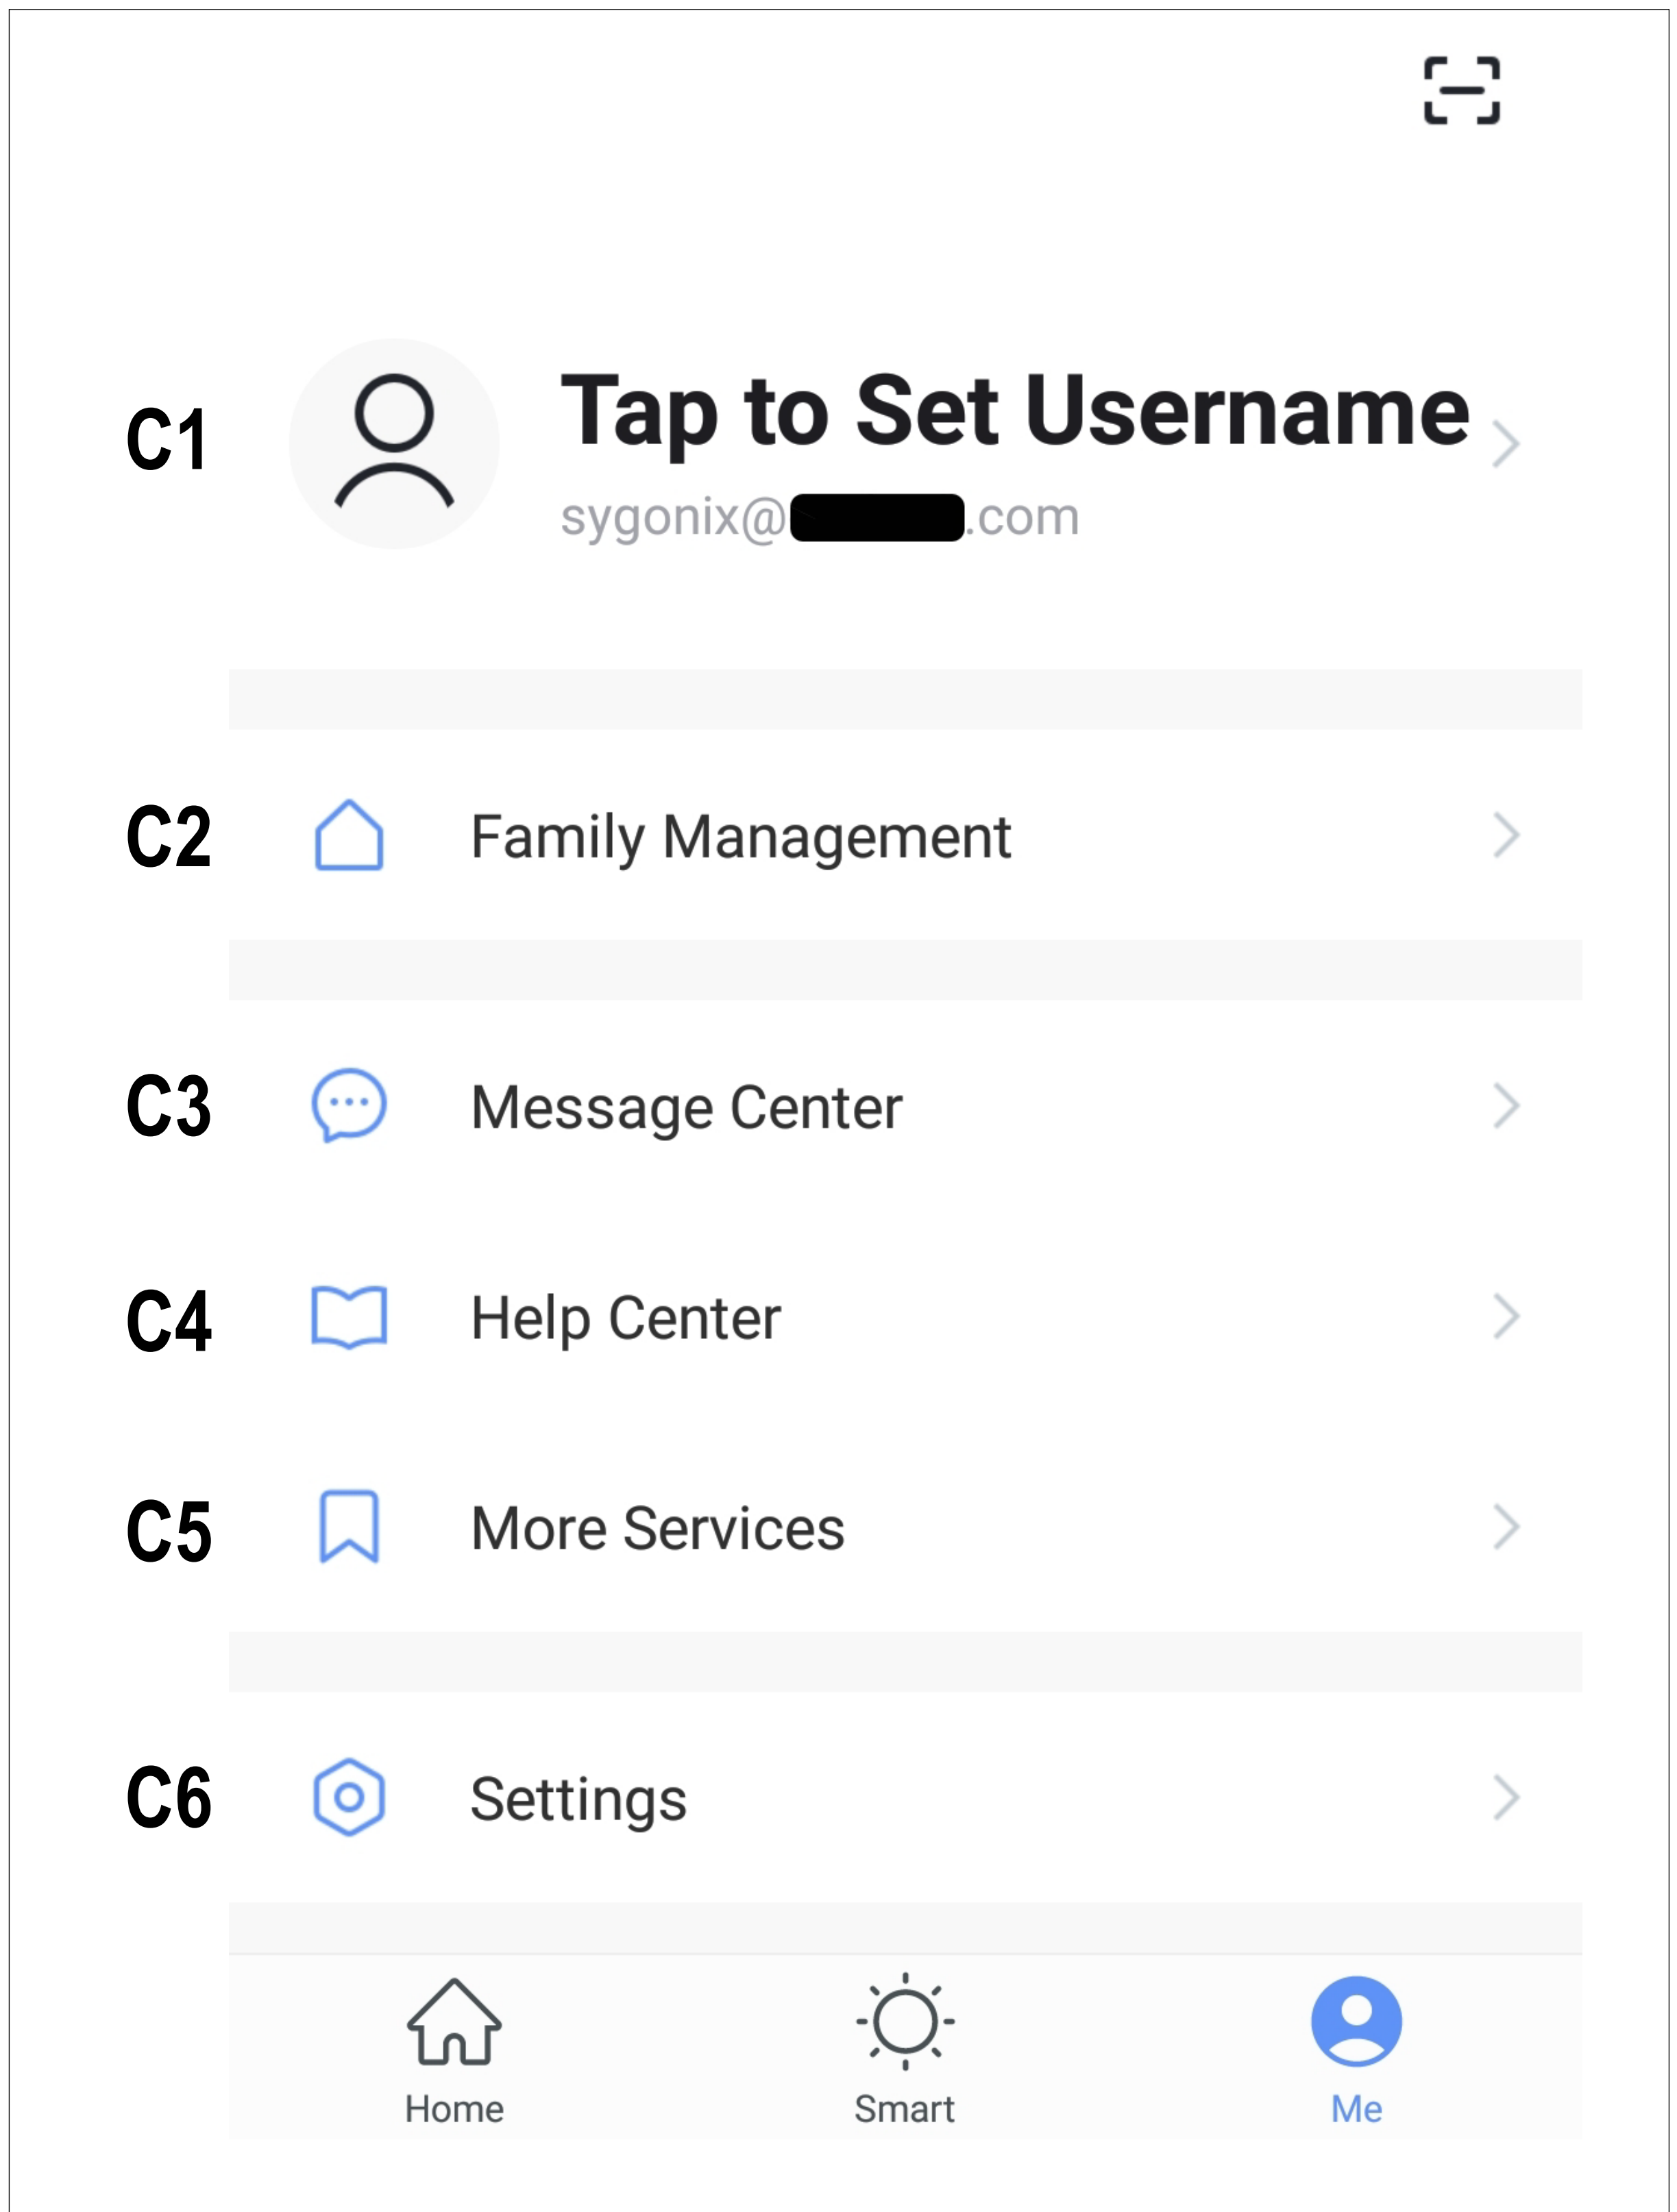 C1 Tap to Set Username
sygonix@ .com
C2 Family Management
C3 Message Center
C4 Help Center
C5 More Services
C6 Settings
Home Smart Me